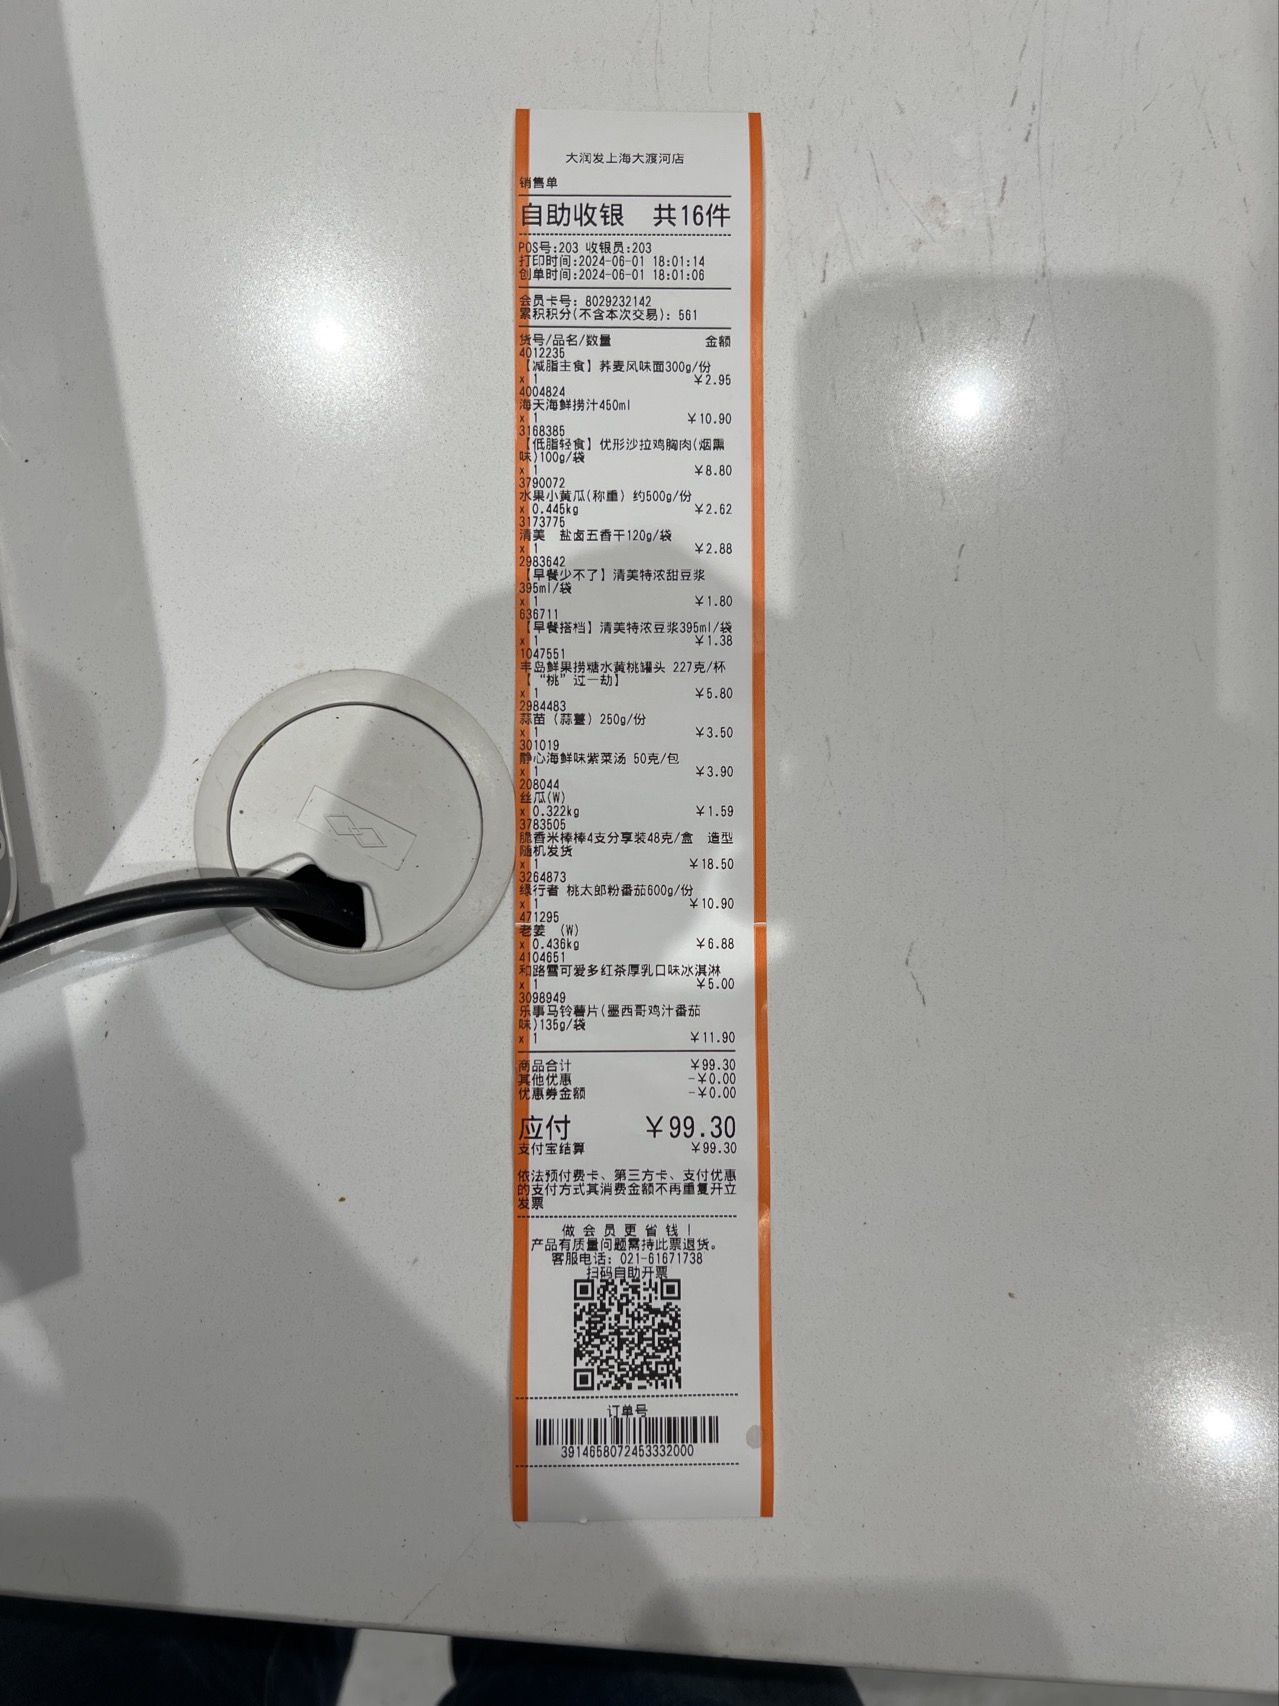 大润发上海大渡河店
销售单
自助收银 共16件
POS号:203 收银员:203
打印时间:2024-06-01 18:01:14
创单时间:2024-06-01 18:01:06
会员卡号: 8029232142
累积积分(不含本次交易): 561
货号/品名/数量 金额
4012235
【减脂主食】荞麦风味面300g/份
x 1 ￥2.95
4004824
海天海鲜捞汁450ml
x 1 ￥10.90
3168385
【低脂轻食】优形沙拉鸡胸肉(烟熏
味)100g/袋
x 1 ￥8.80
3790072
水果小黄瓜(称重) 约500g/份
x 0.445kg ￥2.62
3173775
清美 盐卤五香干120g/袋
x 1 ￥2.88
2983642
【早餐少不了】清美特浓甜豆浆
395ml/袋
x 1 ￥1.80
636711
【早餐搭档】清美特浓豆浆395ml/袋
x 1 ￥1.38
1047551
丰岛鲜果捞糖水黄桃罐头 227克/杯
【“桃”过一劫】
x 1 ￥5.80
2984483
蒜苗（蒜薹）250g/份
x 1 ￥3.50
301019
静心海鲜味紫菜汤 50克/包
x 1 ￥3.90
208044
丝瓜(W)
x 0.322kg ￥1.59
3783505
脆香米棒棒4支分享装48克/盒 造型
随机发货
x 1 ￥18.50
3264873
绿行者 桃太郎粉番茄600g/份
x 1 ￥10.90
471295
老姜 (W)
x 0.436kg ￥6.88
4104651
和路雪可爱多红茶厚乳口味冰淇淋
x 1 ￥5.00
3098949
乐事马铃薯片(墨西哥鸡汁番茄
味)135g/袋
x 1 ￥11.90
商品合计 ￥99.30
其他优惠 -￥0.00
优惠券金额 -￥0.00
应付 ￥99.30
支付宝结算 ￥99.30
依法预付费卡、第三方卡、支付优惠
的支付方式其消费金额不再重复开立
发票
做会员更省钱！
产品有质量问题需持此票退货。
客服电话: 021-61671738
扫码自助开票
订单号
3914658072453332000